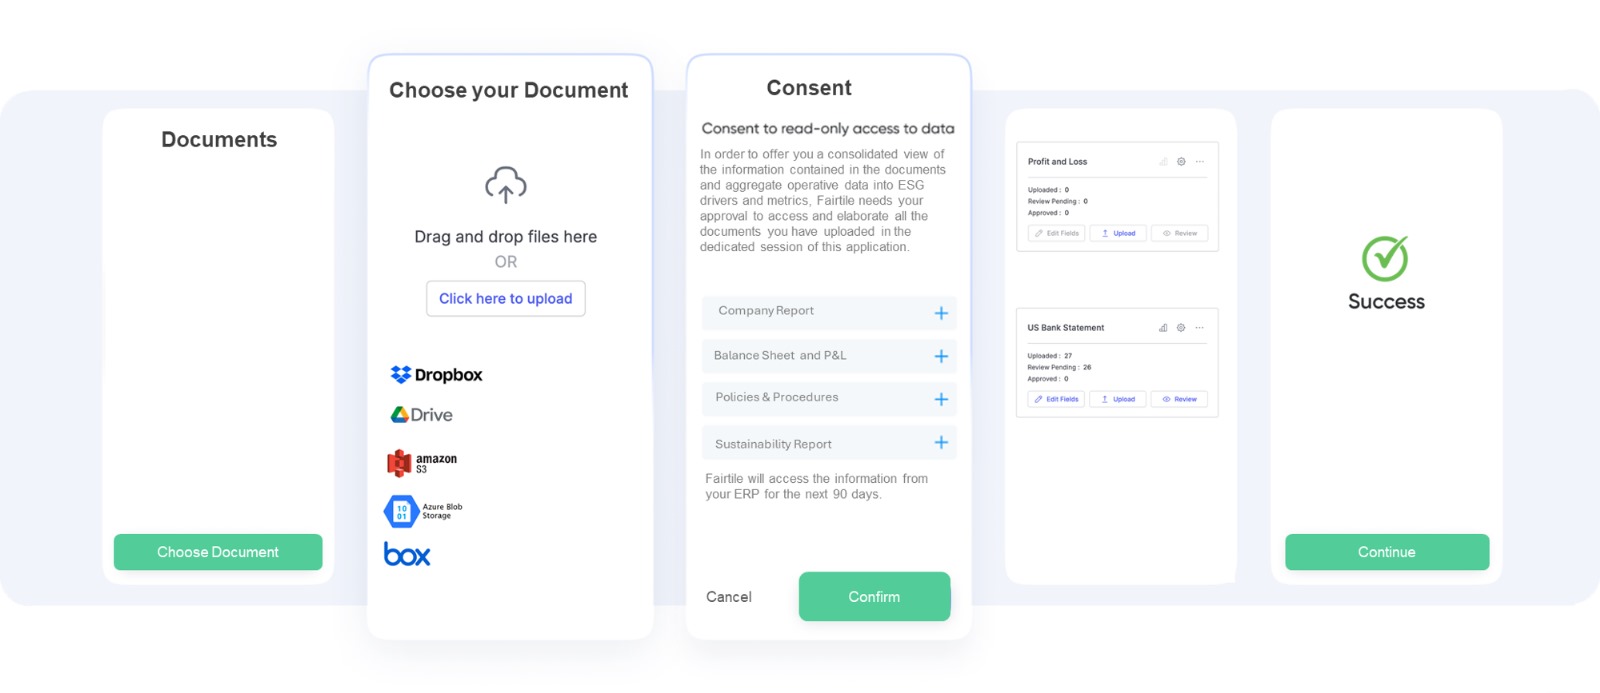 Documents
Choose Document
Choose your Document
Drag and drop files here
OR
Click here to upload
Dropbox
Drive
amazon
S3
10
01
Azure Blob
Storage
box
Consent
Consent to read-only access to data
In order to offer you a consolidated view of
the information contained in the documents
and aggregate operative data into ESG
drivers and metrics, Fairtile needs your
approval to access and elaborate all the
documents you have uploaded in the
dedicated session of this application.
Company Report
Balance Sheet and P&L
Policies & Procedures
Sustainability Report
Fairtile will access the information from
your ERP for the next 90 days.
Cancel
Confirm
Profit and Loss
Uploaded : 0
Review Pending : 0
Approved : 0
Edit Fields
Upload
Review
US Bank Statement
Uploaded : 27
Review Pending : 26
Approved : 0
Edit Fields
Upload
Review
Success
Continue